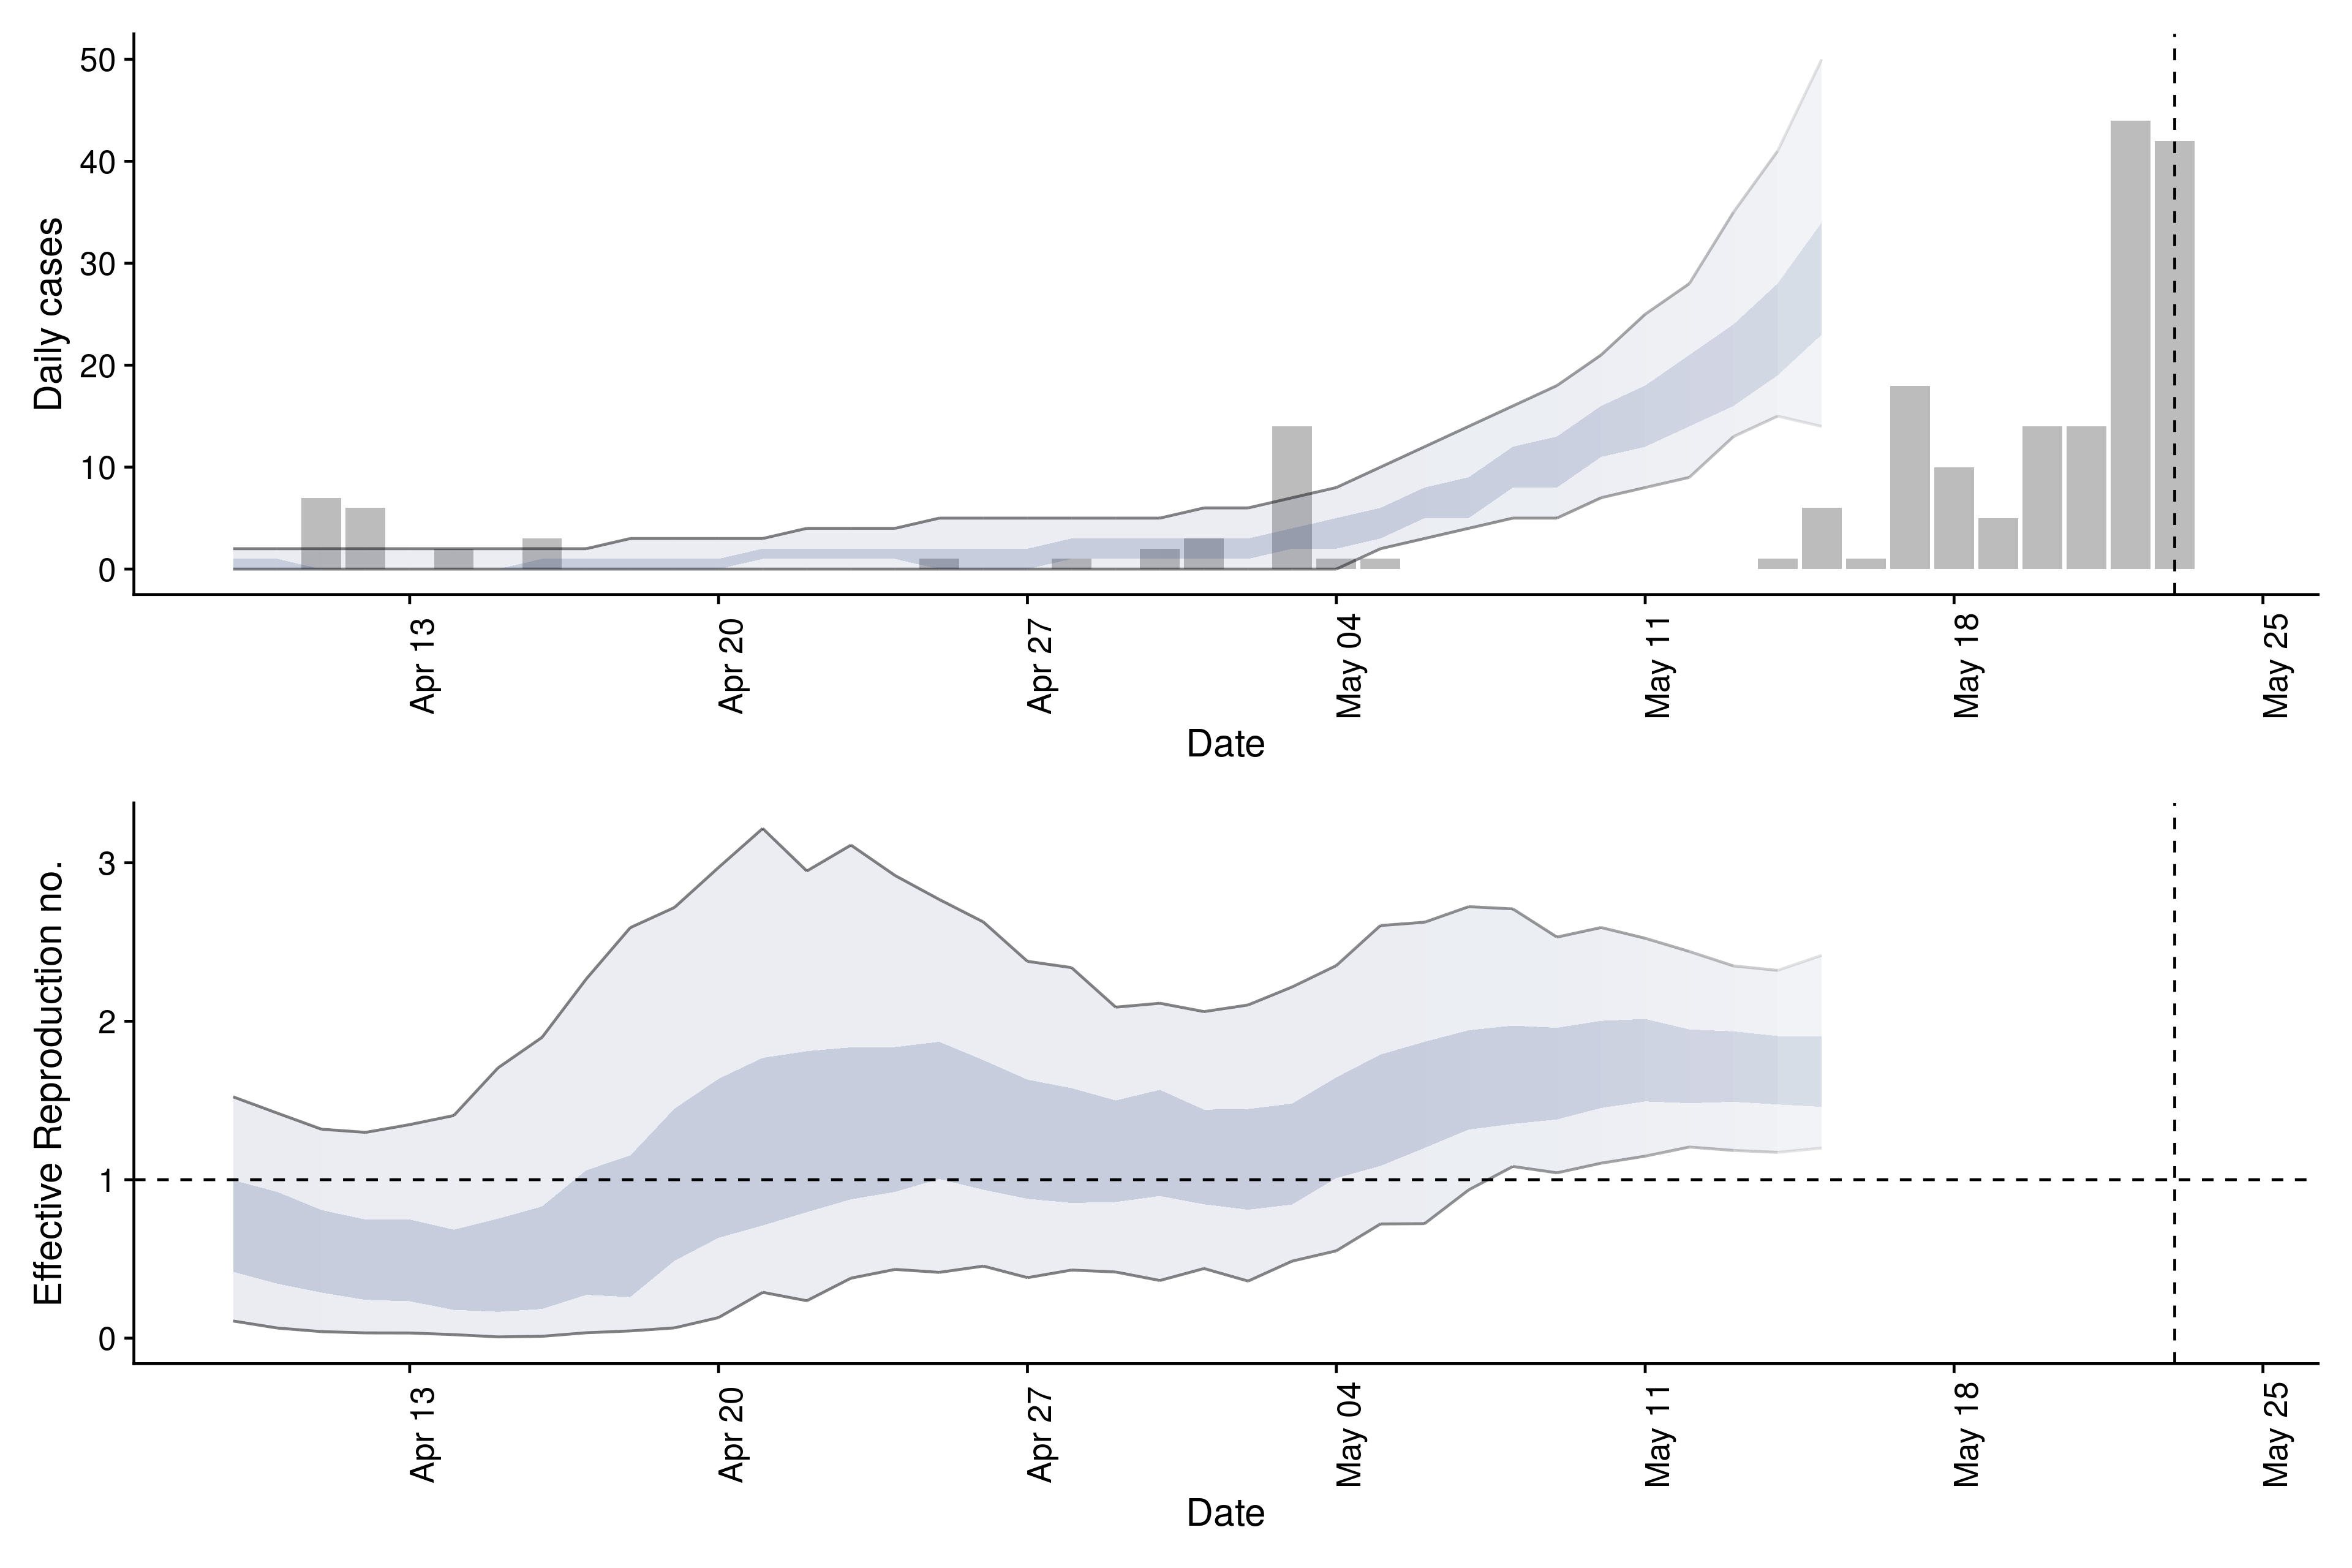 Daily cases
50
40
30
20
10
0
Apr 13
Apr 20
Apr 27
May 04
May 11
May 18
May 25
Date
Effective Reproduction no.
3
2
1
0
Apr 13
Apr 20
Apr 27
May 04
May 11
May 18
May 25
Date